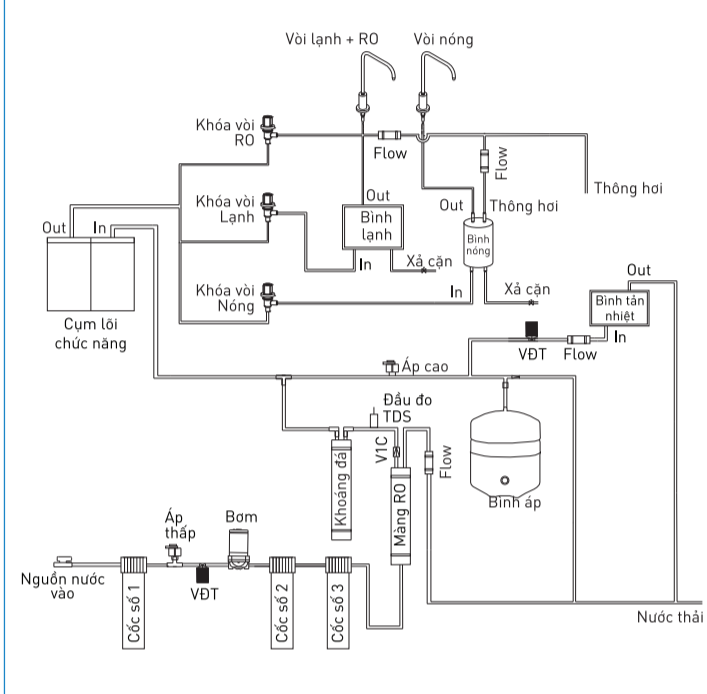 Vòi lạnh + RO
Vòi nóng
Khóa vòi
RO
Flow
Flow
Thông hơi
Khóa vòi
Lạnh
Out
Bình
lạnh
In
Xả cặn
Out
Thông hơi
Bình
nóng
In
Xả cặn
Out
In
Cụm lõi
chức năng
Khóa vòi
Nóng
Out
Bình tản
nhiệt
In
VĐT
Flow
Áp cao
Đầu đo
TDS
V1C
Flow
Khoáng đá
Màng RO
Bình áp
Áp
thấp
Bơm
Nguồn nước
vào
VĐT
Cốc số 1
Cốc số 2
Cốc số 3
Nước thải